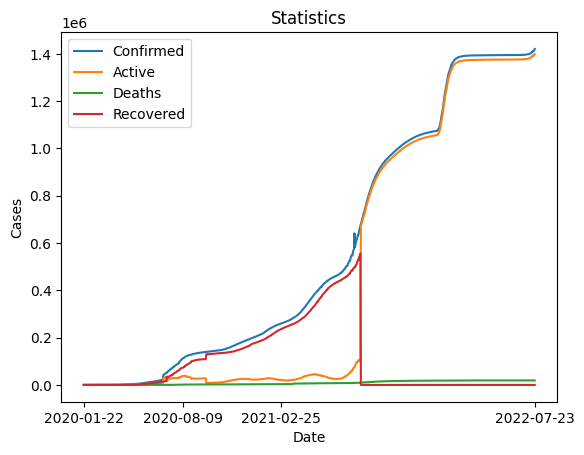 Statistics
1e6
Confirmed
Active
Deaths
Recovered
1.4
1.2
1.0
0.8
0.6
0.4
0.2
0.0
Cases
2020-01-22 2020-08-09 2021-02-25 2022-07-23
Date